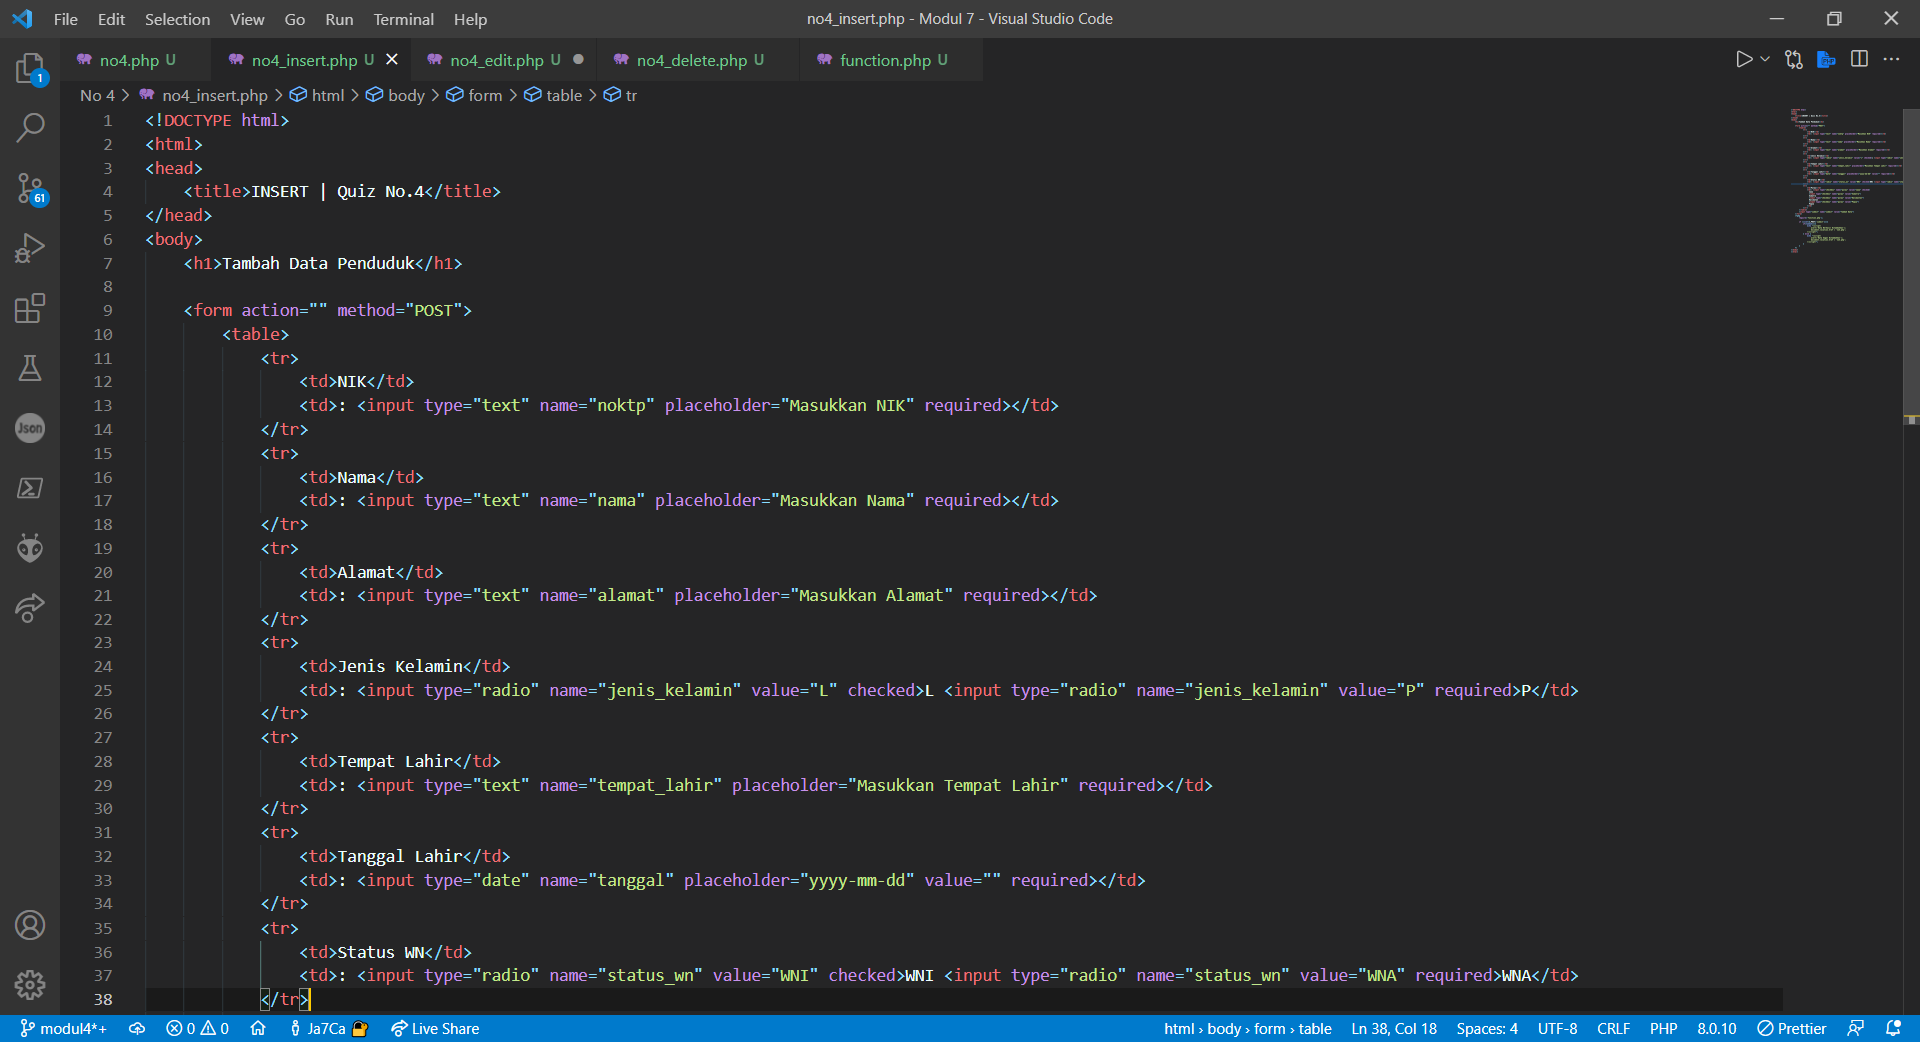 File Edit Selection View Go Run Terminal Help no4_insert.php - Modul 7 - Visual Studio Code
no4.php U no4_insert.php U no4_edit.php U no4_delete.php U function.php U
No 4 > no4_insert.php > html > body > form > table > tr
1 <!DOCTYPE html>
2 <html>
3 <head>
4 <title>INSERT | Quiz No.4</title>
5 </head>
6 <body>
7 <h1>Tambah Data Penduduk</h1>
8
9 <form action="" method="POST">
10 <table>
11 <tr>
12 <td>NIK</td>
13 <td>: <input type="text" name="noktp" placeholder="Masukkan NIK" required></td>
14 </tr>
15 <tr>
16 <td>Nama</td>
17 <td>: <input type="text" name="nama" placeholder="Masukkan Nama" required></td>
18 </tr>
19 <tr>
20 <td>Alamat</td>
21 <td>: <input type="text" name="alamat" placeholder="Masukkan Alamat" required></td>
22 </tr>
23 <tr>
24 <td>Jenis Kelamin</td>
25 <td>: <input type="radio" name="jenis_kelamin" value="L" checked>L <input type="radio" name="jenis_kelamin" value="P" required>P</td>
26 </tr>
27 <tr>
28 <td>Tempat Lahir</td>
29 <td>: <input type="text" name="tempat_lahir" placeholder="Masukkan Tempat Lahir" required></td>
30 </tr>
31 <tr>
32 <td>Tanggal Lahir</td>
33 <td>: <input type="date" name="tanggal" placeholder="yyyy-mm-dd" value="" required></td>
34 </tr>
35 <tr>
36 <td>Status WN</td>
37 <td>: <input type="radio" name="status_wn" value="WNI" checked>WNI <input type="radio" name="status_wn" value="WNA" required>WNA</td>
38 </tr>
1
61
Json
modul4*+ 0 0 Ja7Ca Live Share html › body › form › table Ln 38, Col 18 Spaces: 4 UTF-8 CRLF PHP 8.0.10 Prettier